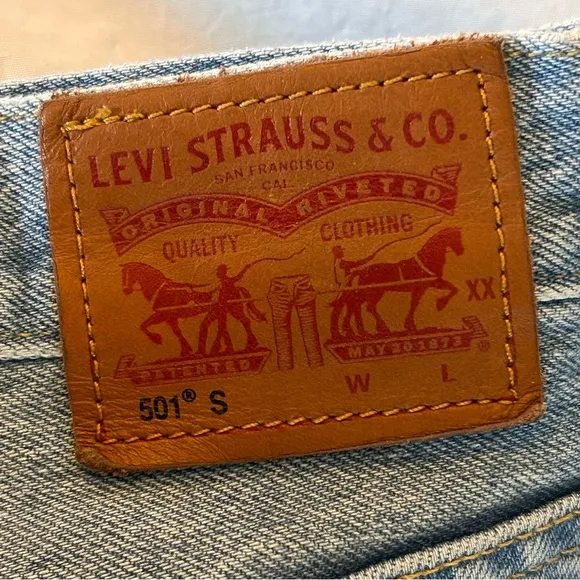 LEVI STRAUSS & CO.
SAN FRANCISCO
CAL.
ORIGINAL RIVETED
QUALITY CLOTHING
XX
PATENTED MAY 20 1873 ®
501® S W L